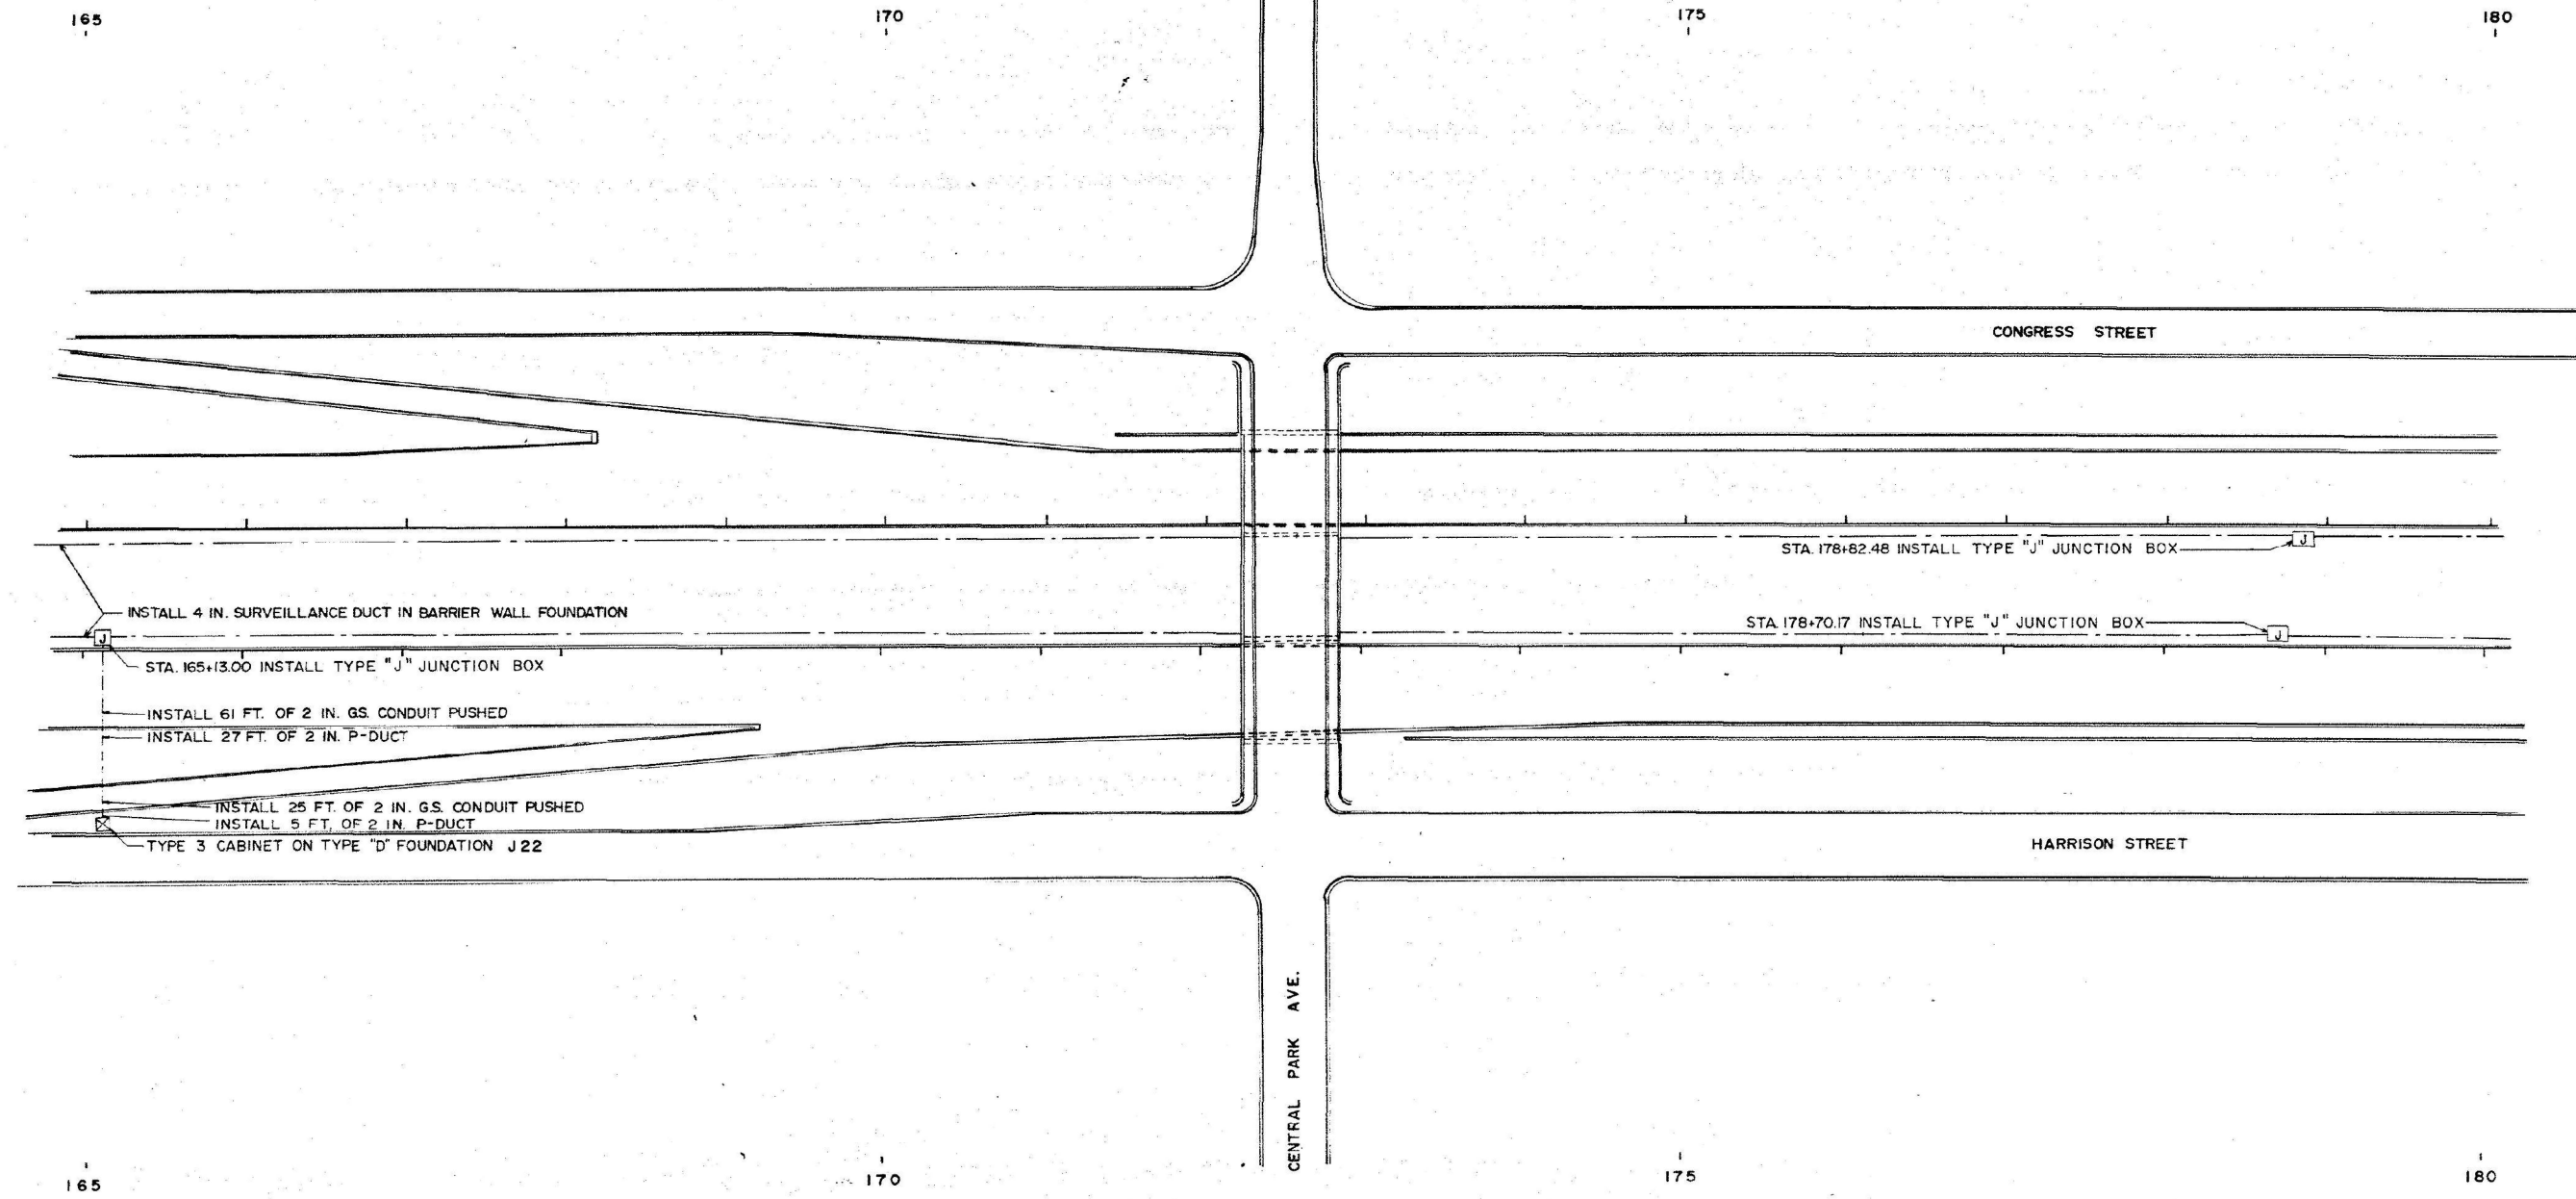 165
170
175
180
CONGRESS STREET
STA. 178+82.48 INSTALL TYPE "J" JUNCTION BOX
J
INSTALL 4 IN. SURVEILLANCE DUCT IN BARRIER WALL FOUNDATION
STA. 178+70.17 INSTALL TYPE "J" JUNCTION BOX
J
J
STA. 165+13.00 INSTALL TYPE "J" JUNCTION BOX
INSTALL 61 FT. OF 2 IN. G.S. CONDUIT PUSHED
INSTALL 27 FT. OF 2 IN. P-DUCT
INSTALL 25 FT. OF 2 IN. G.S. CONDUIT PUSHED
INSTALL 5 FT. OF 2 IN. P-DUCT
TYPE 3 CABINET ON TYPE "D" FOUNDATION J22
HARRISON STREET
CENTRAL PARK AVE.
165
170
175
180